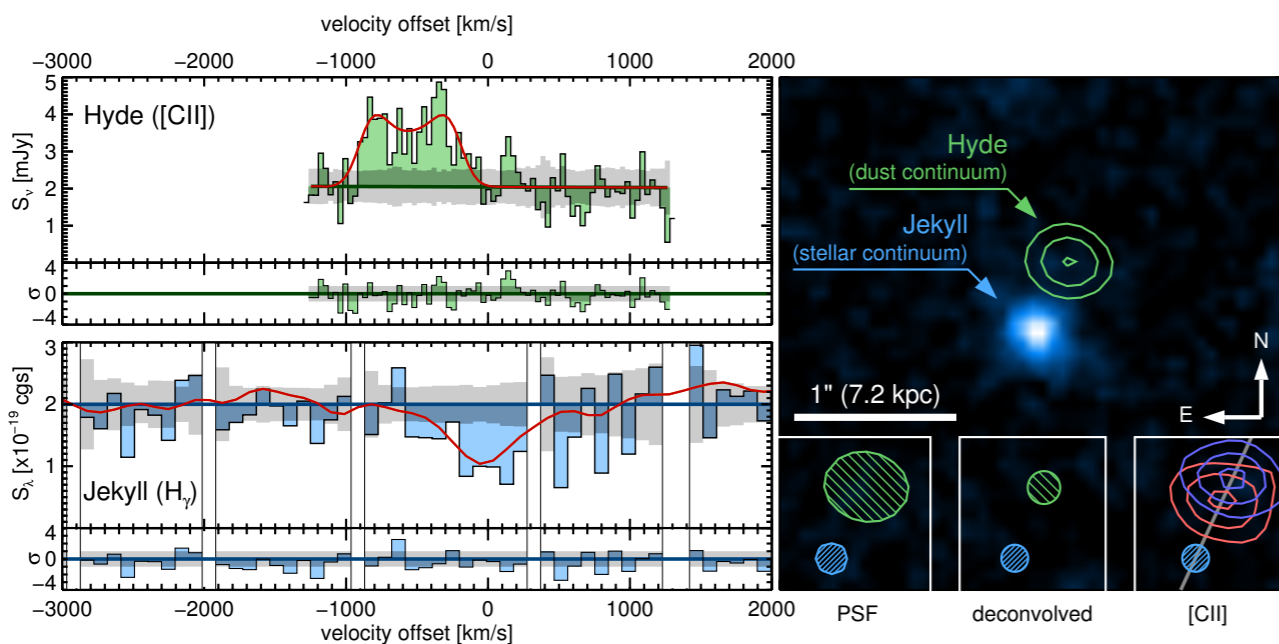 velocity offset [km/s]
−3000 −2000 −1000 0 1000 2000
Hyde ([CII])
S_ν [mJy]
5
4
3
2
1
σ
4
0
−4
Jekyll (H_γ)
S_λ [x10⁻¹⁹ cgs]
3
2
1
σ
4
0
−4
−3000 −2000 −1000 0 1000 2000
velocity offset [km/s]
Hyde
(dust continuum)
Jekyll
(stellar continuum)
1" (7.2 kpc)
N
E
PSF
deconvolved
[CII]